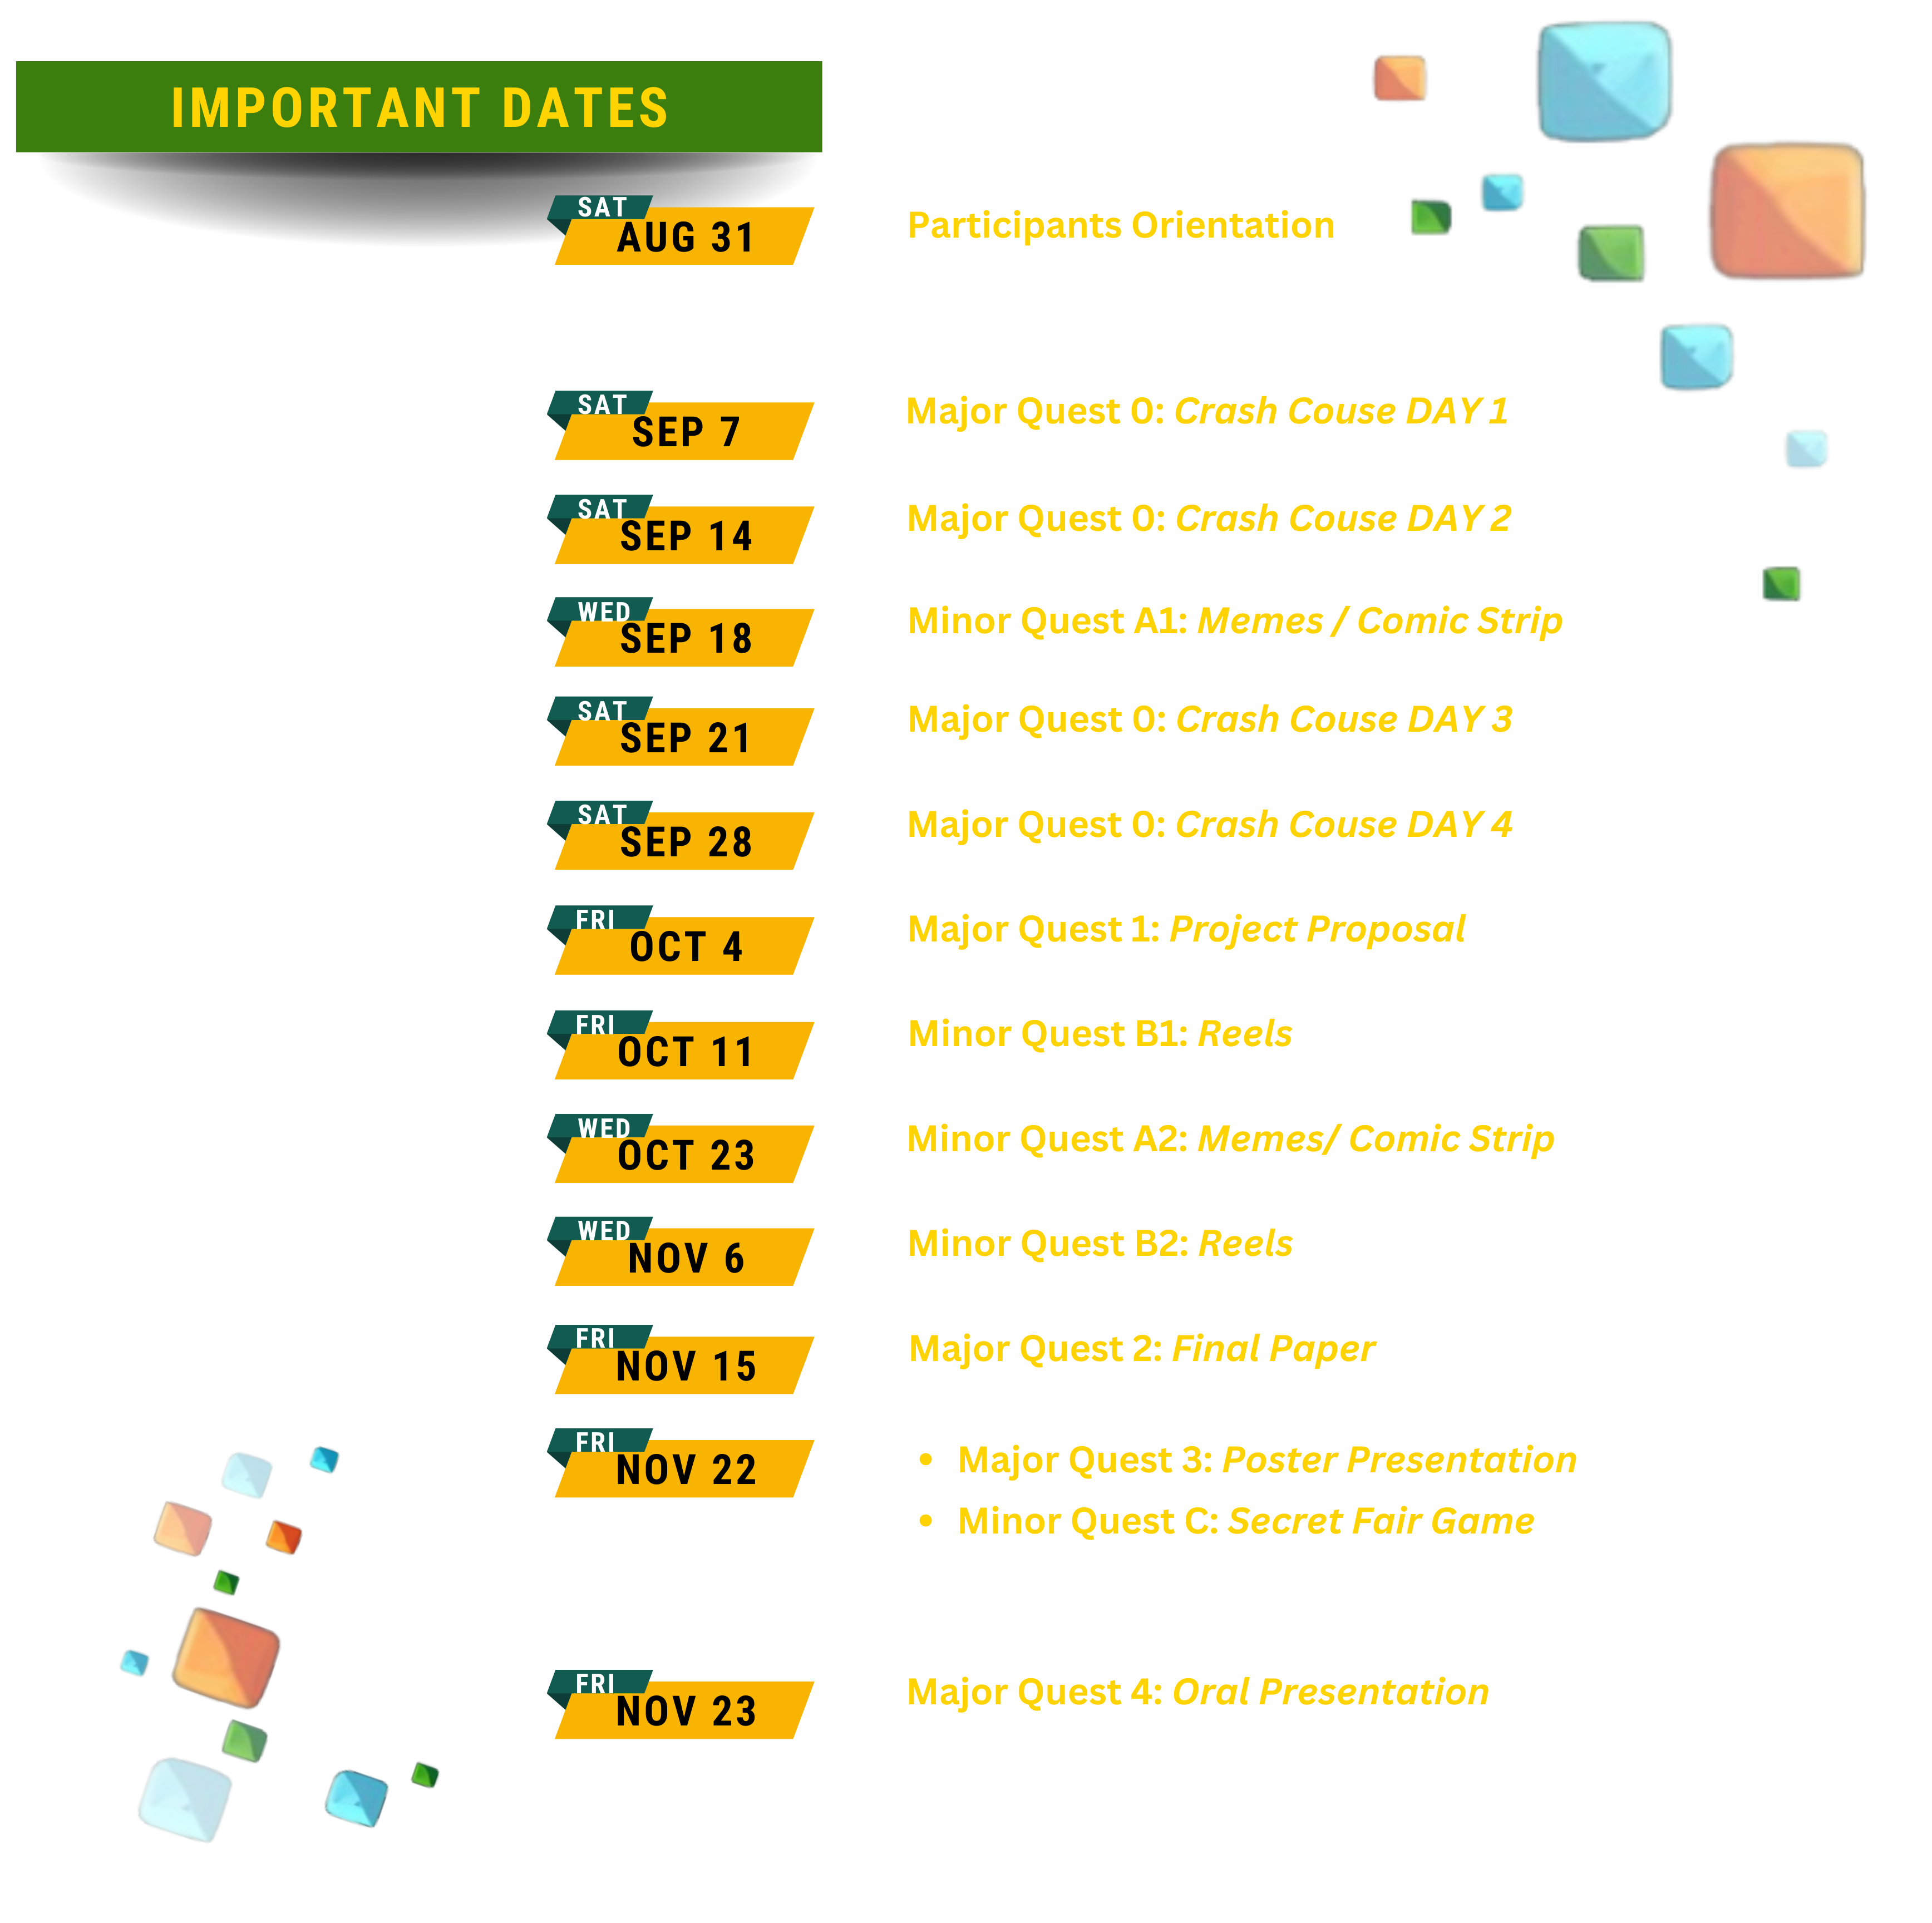 IMPORTANT DATES
SAT
AUG 31
Participants Orientation
SAT
SEP 7
Major Quest 0: Crash Couse DAY 1
SAT
SEP 14
Major Quest 0: Crash Couse DAY 2
WED
SEP 18
Minor Quest A1: Memes / Comic Strip
SAT
SEP 21
Major Quest 0: Crash Couse DAY 3
SAT
SEP 28
Major Quest 0: Crash Couse DAY 4
FRI
OCT 4
Major Quest 1: Project Proposal
FRI
OCT 11
Minor Quest B1: Reels
WED
OCT 23
Minor Quest A2: Memes/ Comic Strip
WED
NOV 6
Minor Quest B2: Reels
FRI
NOV 15
Major Quest 2: Final Paper
FRI
NOV 22
• Major Quest 3: Poster Presentation
• Minor Quest C: Secret Fair Game
FRI
NOV 23
Major Quest 4: Oral Presentation